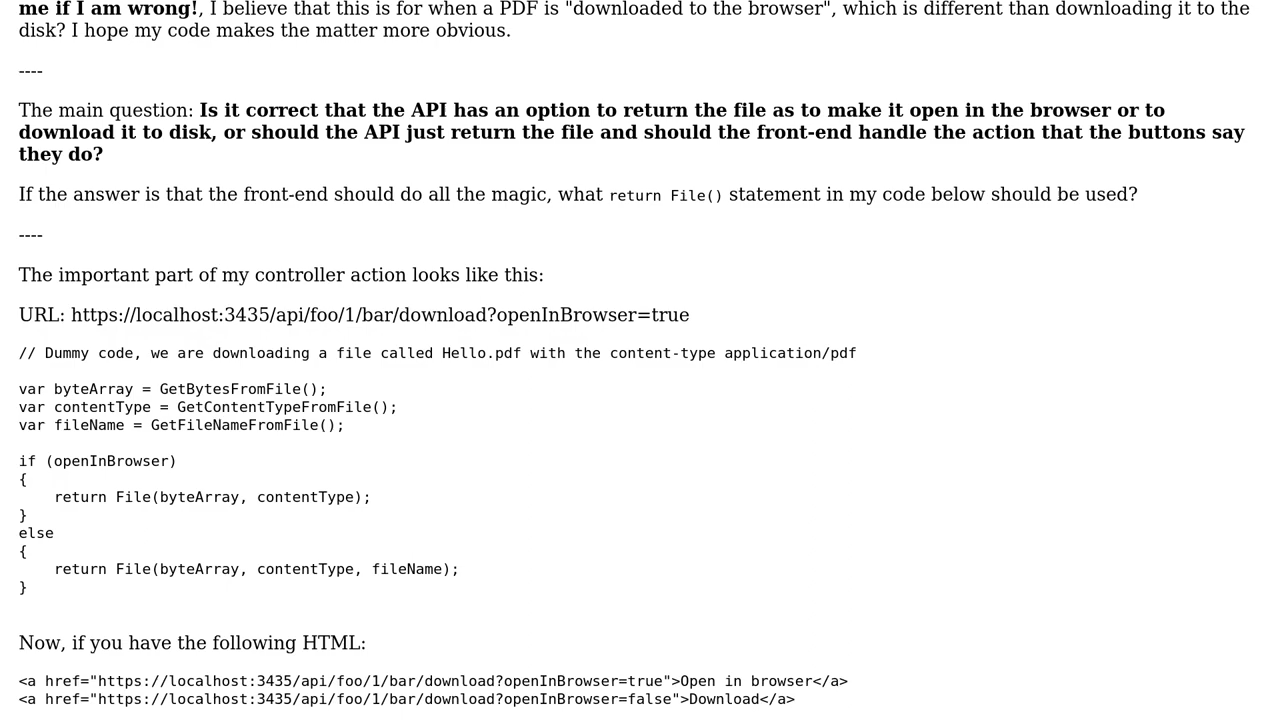 me if I am wrong!, I believe that this is for when a PDF is "downloaded to the browser", which is different than downloading it to the
disk? I hope my code makes the matter more obvious.
----
The main question: Is it correct that the API has an option to return the file as to make it open in the browser or to
download it to disk, or should the API just return the file and should the front-end handle the action that the buttons say
they do?
If the answer is that the front-end should do all the magic, what return File() statement in my code below should be used?
----
The important part of my controller action looks like this:
URL: https://localhost:3435/api/foo/1/bar/download?openInBrowser=true
// Dummy code, we are downloading a file called Hello.pdf with the content-type application/pdf
var byteArray = GetBytesFromFile();
var contentType = GetContentTypeFromFile();
var fileName = GetFileNameFromFile();
if (openInBrowser)
{
    return File(byteArray, contentType);
}
else
{
    return File(byteArray, contentType, fileName);
}
Now, if you have the following HTML:
<a href="https://localhost:3435/api/foo/1/bar/download?openInBrowser=true">Open in browser</a>
<a href="https://localhost:3435/api/foo/1/bar/download?openInBrowser=false">Download</a>